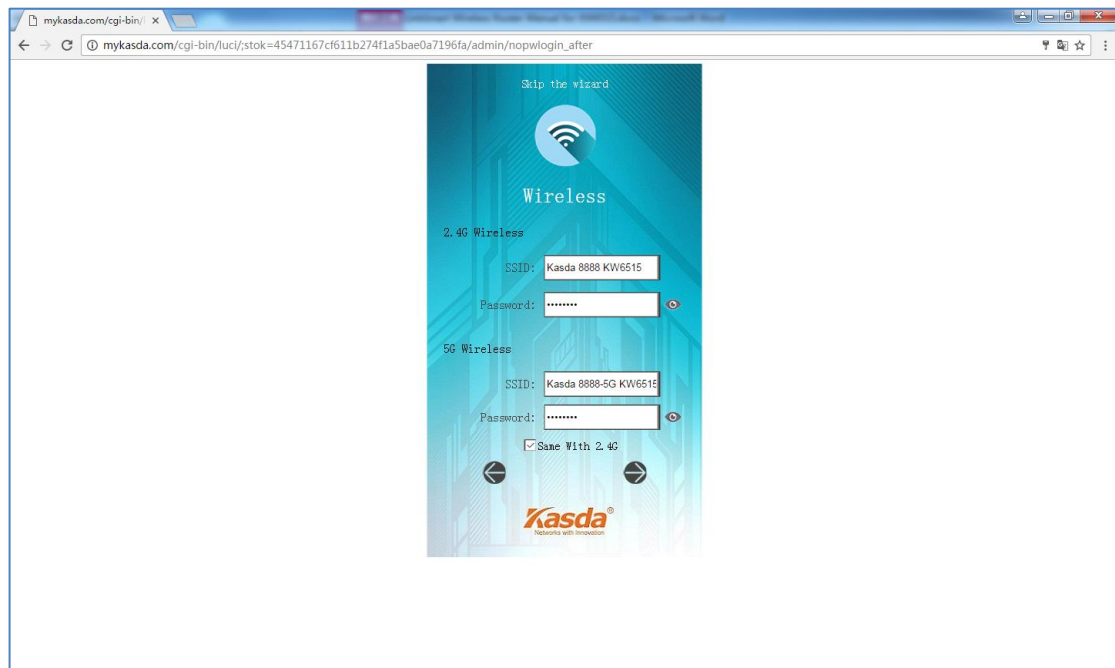 mykasda.com/cgi-bin/l
mykasda.com/cgi-bin/luci/;stok=45471167cf611b274f1a5bae0a7196fa/admin/nopwlogin_after
Skip the wizard
Wireless
2.4G Wireless
SSID: Kasda 8888 KW6515
Password: ••••••••
5G Wireless
SSID: Kasda 8888-5G KW6515
Password: ••••••••
Same With 2.4G
Kasda®
Networks with Innovation